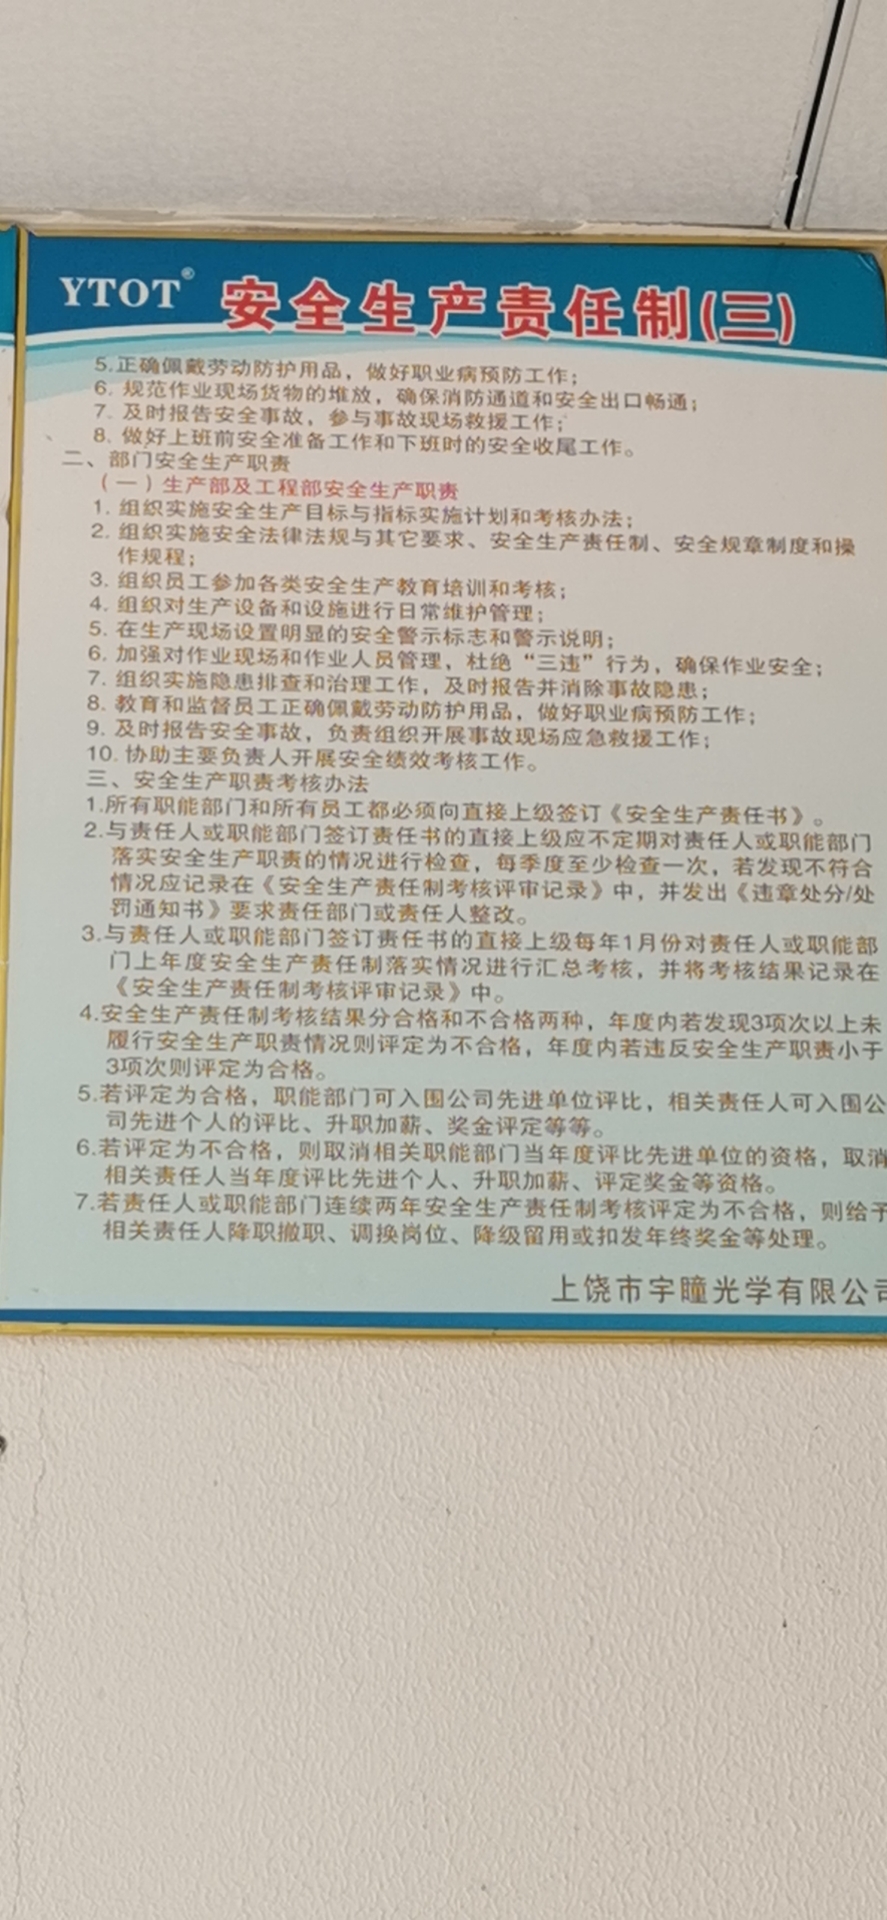 YTOT® 安全生产责任制(三)
5.正确佩戴劳动防护用品，做好职业病预防工作；
6. 规范作业现场货物的堆放，确保消防通道和安全出口畅通；
7. 及时报告安全事故，参与事故现场救援工作；
8. 做好上班前安全准备工作和下班时的安全收尾工作。
二、部门安全生产职责
（一）生产部及工程部安全生产职责
1. 组织实施安全生产目标与指标实施计划和考核办法；
2. 组织实施安全法律法规与其它要求、安全生产责任制、安全规章制度和操
作规程；
3. 组织员工参加各类安全生产教育培训和考核；
4. 组织对生产设备和设施进行日常维护管理；
5. 在生产现场设置明显的安全警示标志和警示说明；
6. 加强对作业现场和作业人员管理，杜绝“三违”行为，确保作业安全；
7. 组织实施隐患排查和治理工作，及时报告并消除事故隐患；
8. 教育和监督员工正确佩戴劳动防护用品，做好职业病预防工作；
9. 及时报告安全事故，负责组织开展事故现场应急救援工作；
10. 协助主要负责人开展安全绩效考核工作。
三、安全生产职责考核办法
1.所有职能部门和所有员工都必须向直接上级签订《安全生产责任书》。
2.与责任人或职能部门签订责任书的直接上级应不定期对责任人或职能部门
落实安全生产职责的情况进行检查，每季度至少检查一次，若发现不符合
情况应记录在《安全生产责任制考核评审记录》中，并发出《违章处分/处
罚通知书》要求责任部门或责任人整改。
3.与责任人或职能部门签订责任书的直接上级每年1月份对责任人或职能部
门上年度安全生产责任制落实情况进行汇总考核，并将考核结果记录在
《安全生产责任制考核评审记录》中。
4.安全生产责任制考核结果分合格和不合格两种，年度内若发现3项次以上未
履行安全生产职责情况则评定为不合格，年度内若违反安全生产职责小于
3项次则评定为合格。
5.若评定为合格，职能部门可入围公司先进单位评比，相关责任人可入围公
司先进个人的评比、升职加薪、奖金评定等等。
6.若评定为不合格，则取消相关职能部门当年度评比先进单位的资格，取消
相关责任人当年度评比先进个人、升职加薪、评定奖金等资格。
7.若责任人或职能部门连续两年安全生产责任制考核评定为不合格，则给予
相关责任人降职撤职、调换岗位、降级留用或扣发年终奖金等处理。
上饶市宇瞳光学有限公司